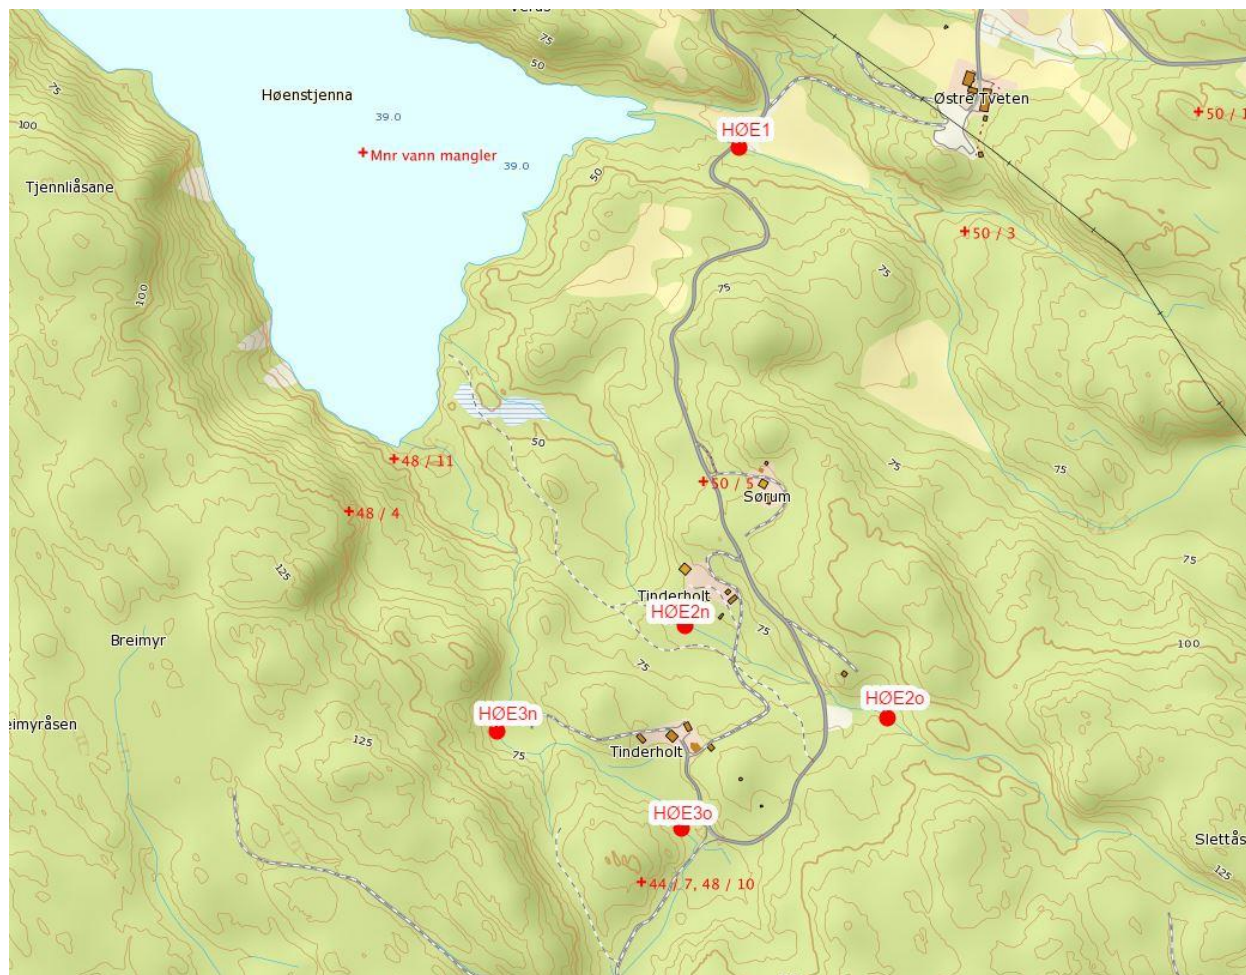 75
50
Høenstjenna
39.0
Østre Tveten
75
100
HØE1
+50 / 1
+Mnr vann mangler
39.0
50
Tjennliåsane
+50 / 3
75
75
100
50
75
75
+48 / 11
+50 / 5
Sørum
+48 / 4
75
125
Tinderholt
HØE2n
75
Breimyr
100
75
HØE2o
HØE3n
eimyråsen
125
75
Tinderholt
HØE3o
Slettås
125
+44 / 7, 48 / 10